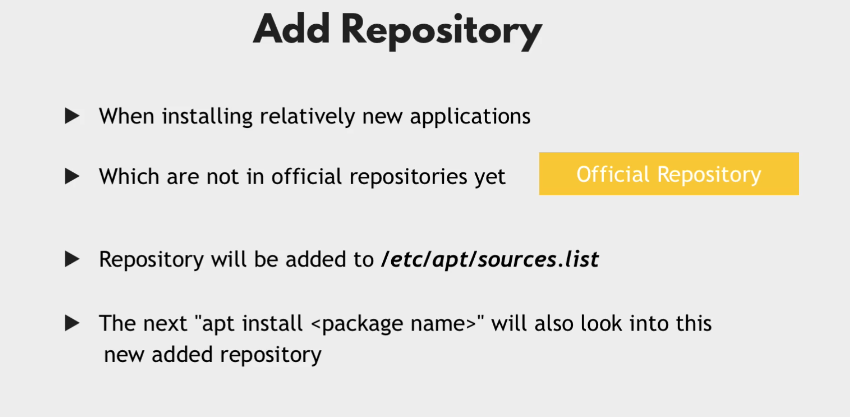 Add Repository
When installing relatively new applications
Which are not in official repositories yet
Official Repository
Repository will be added to /etc/apt/sources.list
The next "apt install <package name>" will also look into this
new added repository